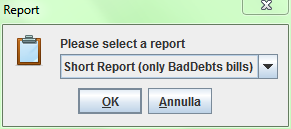 Report
Please select a report
Short Report (only BadDebts bills)
OK
Annulla